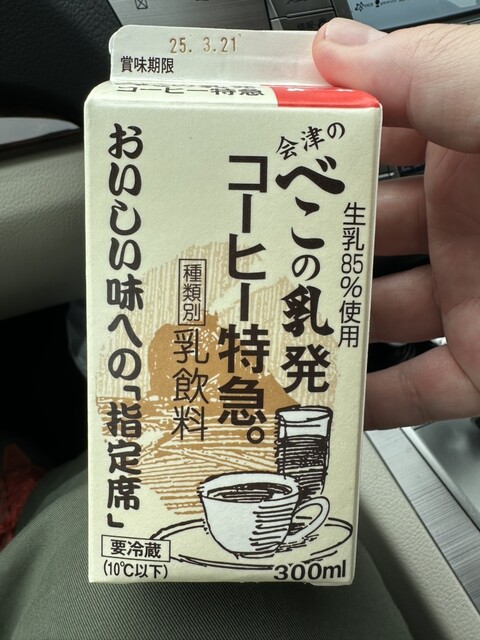 25. 3.21
賞味期限
コーヒー特急
会津の
べこの乳発
生乳85%使用
コーヒー特急。
種類別
乳飲料
おいしい味への「指定席」
要冷蔵
(10℃以下)
300ml